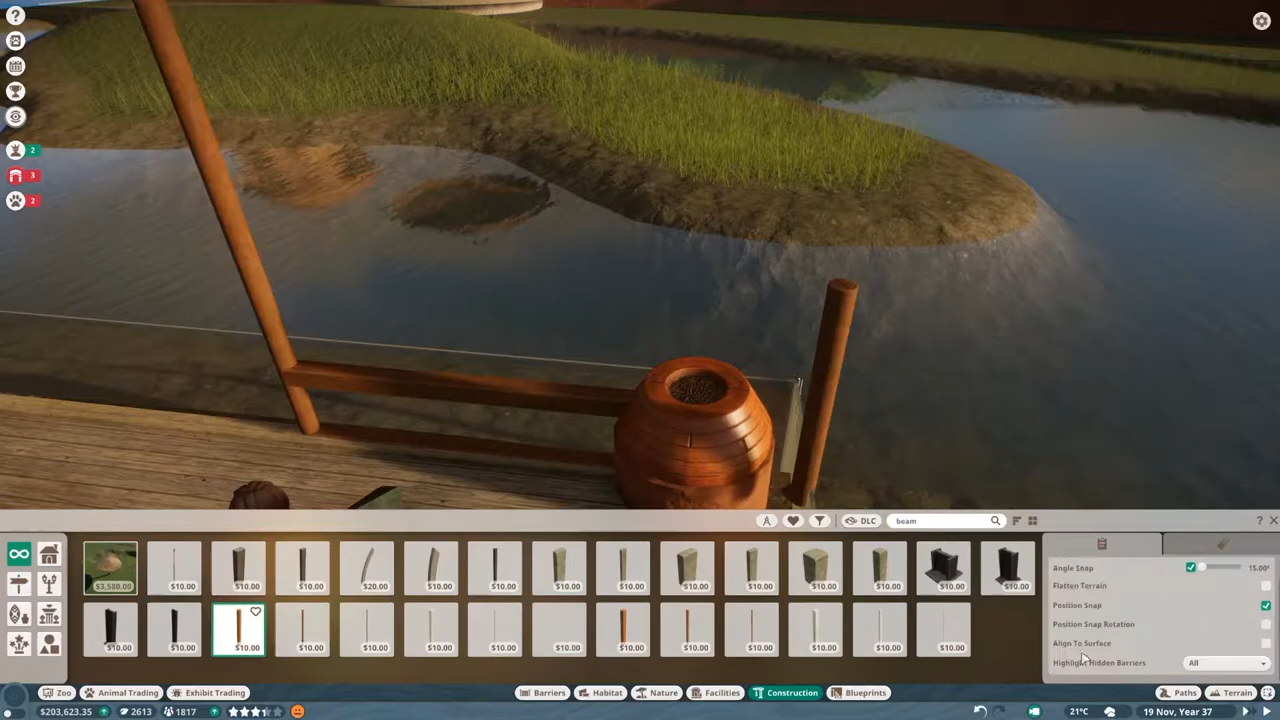 ?
2
3
2
DLC
beam
?
$3,580.00 $10.00 $10.00 $10.00 $20.00 $10.00 $10.00 $10.00 $10.00 $10.00 $10.00 $10.00 $10.00 $10.00 $10.00
$10.00 $10.00 $10.00 $10.00 $10.00 $10.00 $10.00 $10.00 $10.00 $10.00 $10.00 $10.00 $10.00 $10.00
Angle Snap 15.00°
Flatten Terrain
Position Snap
Position Snap Rotation
Align To Surface
Highlight Hidden Barriers All
Zoo Animal Trading Exhibit Trading Barriers Habitat Nature Facilities Construction Blueprints Paths Terrain
$203,623.35 2613 1817 21°C 19 Nov, Year 37